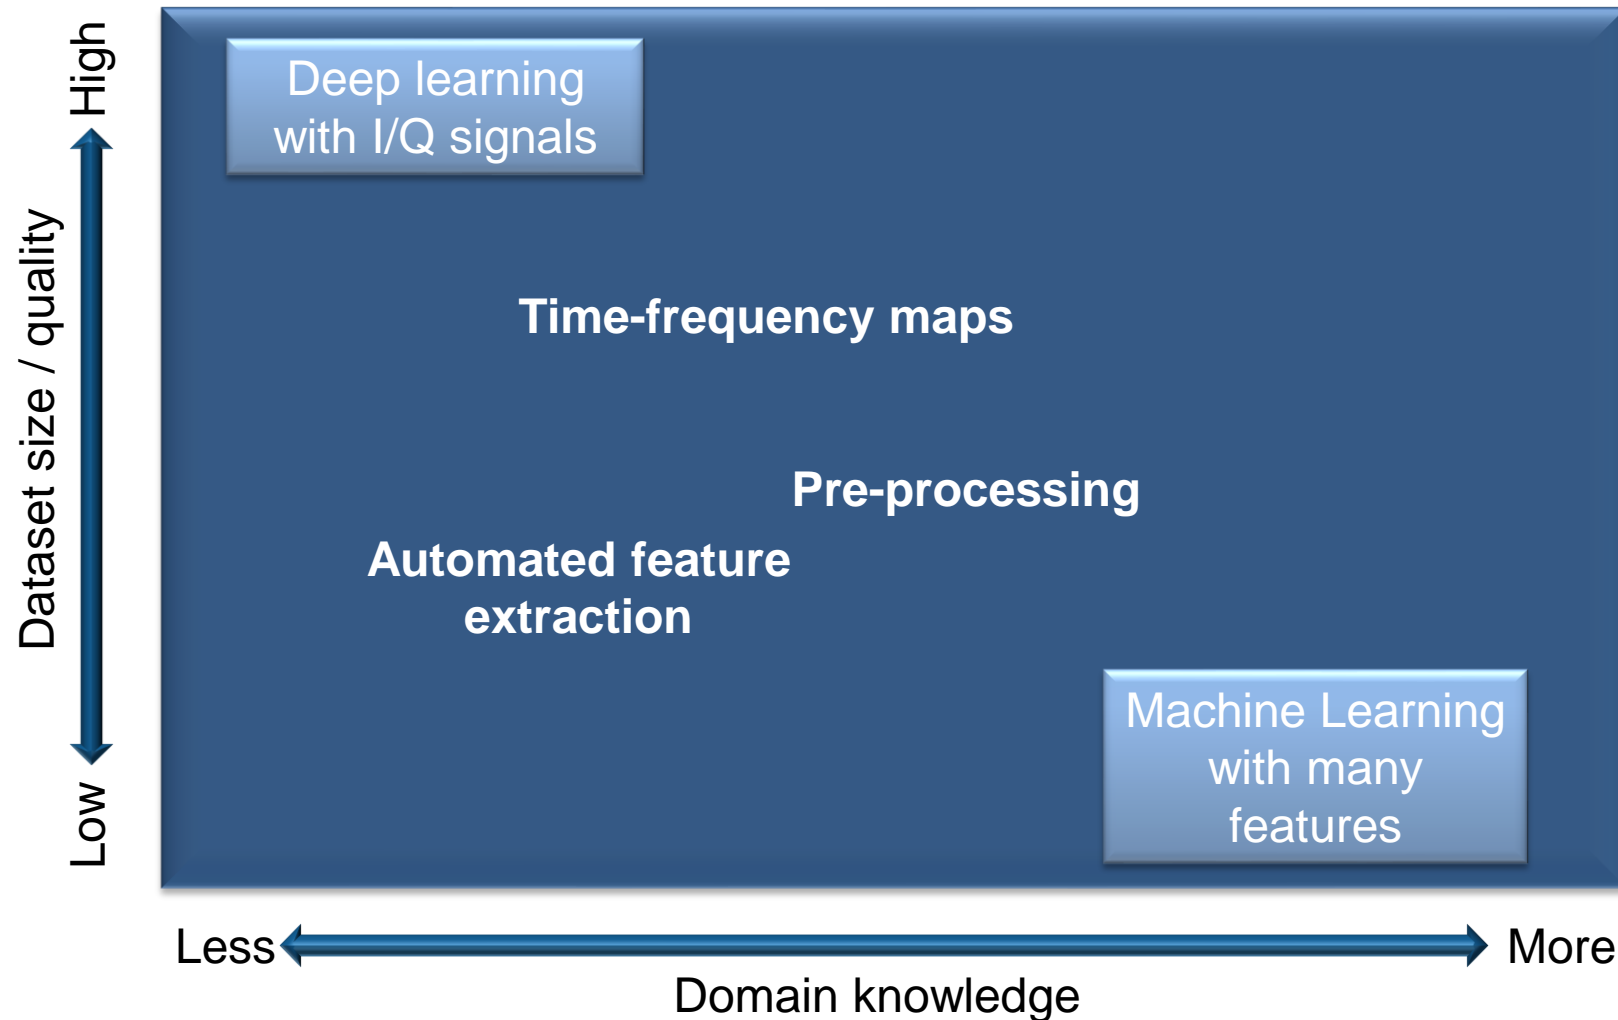 High
Dataset size / quality
Low
Deep learning
with I/Q signals
Time-frequency maps
Pre-processing
Automated feature
extraction
Machine Learning
with many
features
Less
More
Domain knowledge